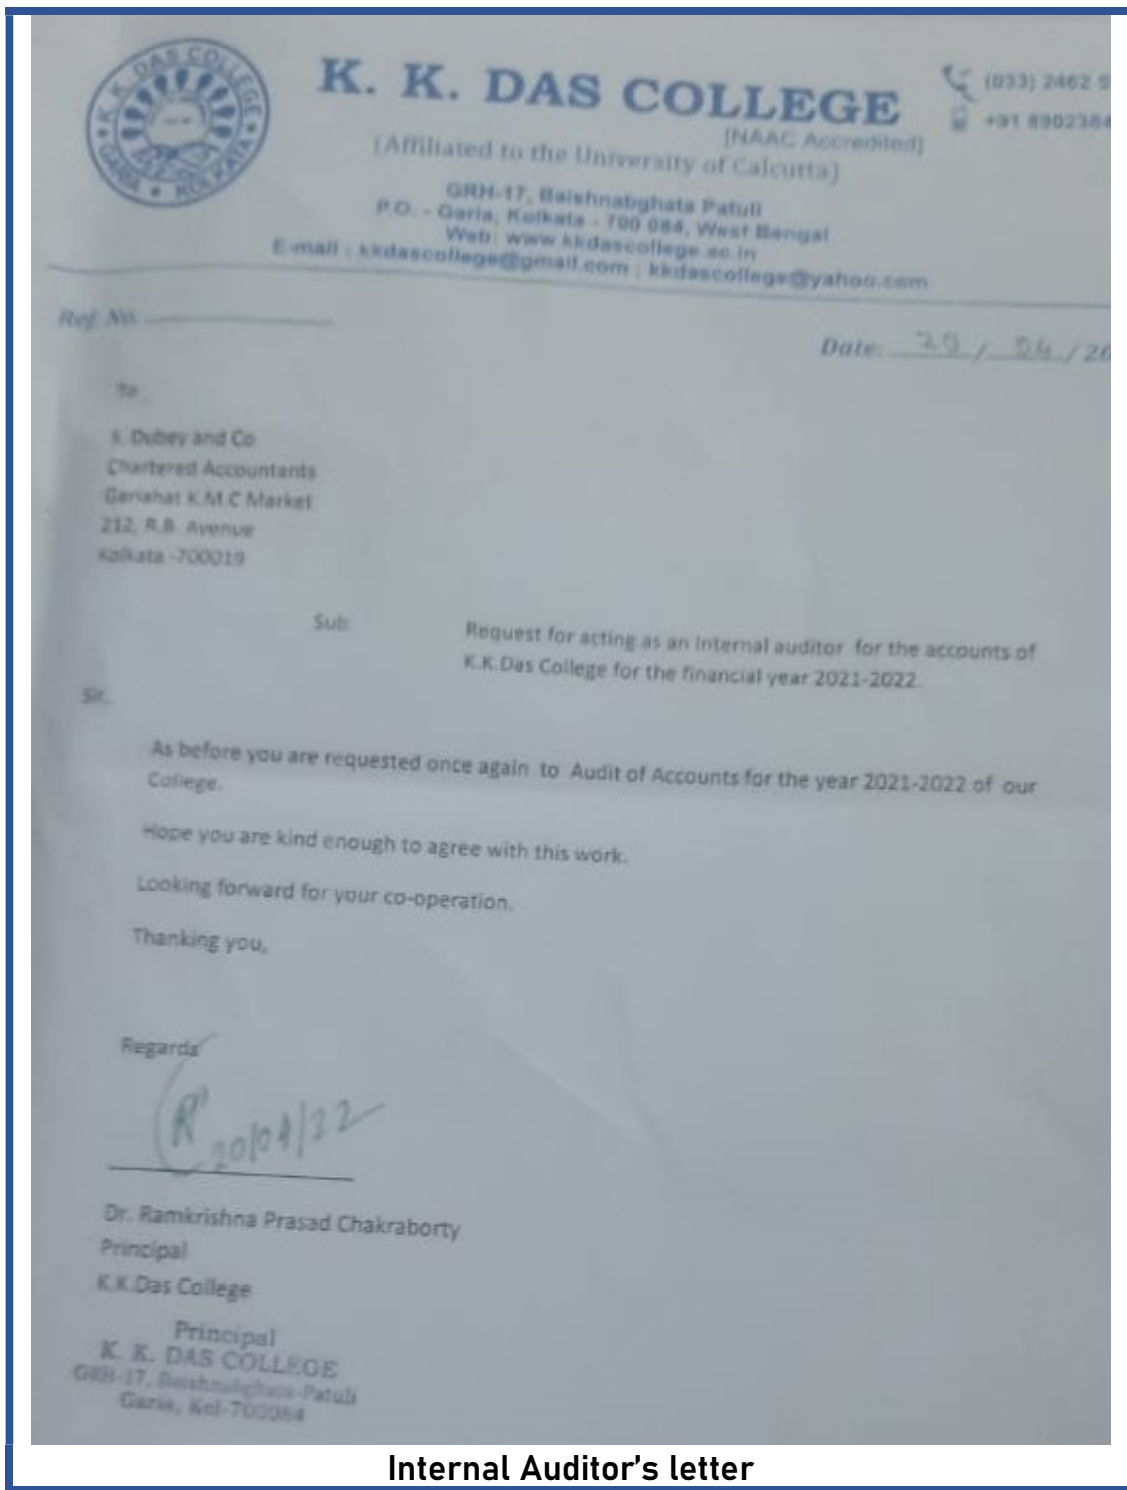 K. K. DAS COLLEGE
GARIA ★ KOLKATA
K. K. DAS COLLEGE
[NAAC Accredited]
(Affiliated to the University of Calcutta)
GRH-17, Baishnabghata Patuli
P.O. - Garia, Kolkata - 700 084, West Bengal
Web: www.kkdascollege.ac.in
E-mail : kkdascollege@gmail.com ; kkdascollege@yahoo.com
(033) 2462
+91 8902384
Ref. No.
Date: 20 / 04 / 20
To,
S. Dubey and Co
Chartered Accountants
Gariahat K.M.C Market
212, R.B. Avenue
Kolkata -700019
Sub: Request for acting as an Internal auditor for the accounts of
K.K.Das College for the financial year 2021-2022.
Sir,
As before you are requested once again to Audit of Accounts for the year 2021-2022 of our
College.
Hope you are kind enough to agree with this work.
Looking forward for your co-operation.
Thanking you,
Regards
20/04/22
Dr. Ramkrishna Prasad Chakraborty
Principal
K.K.Das College
Principal
K. K. DAS COLLEGE
GRH-17, Baishnabghata-Patuli
Garia, Kol-700084
Internal Auditor's letter